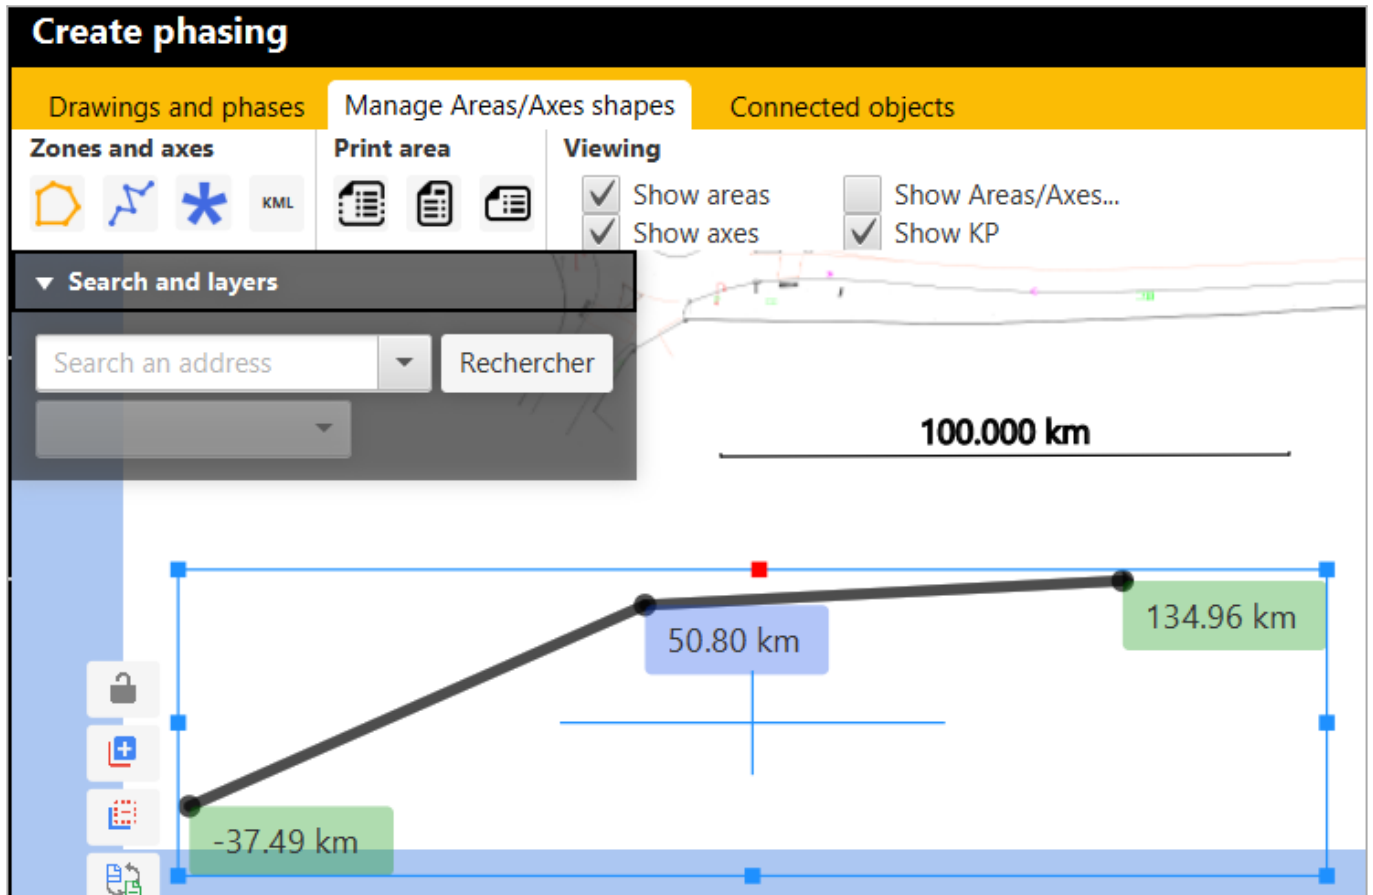 Create phasing
Drawings and phases
Manage Areas/Axes shapes
Connected objects
Zones and axes
Print area
Viewing
KML
Show areas
Show Areas/Axes...
Show axes
Show KP
Search and layers
Search an address
Rechercher
100.000 km
134.96 km
50.80 km
-37.49 km